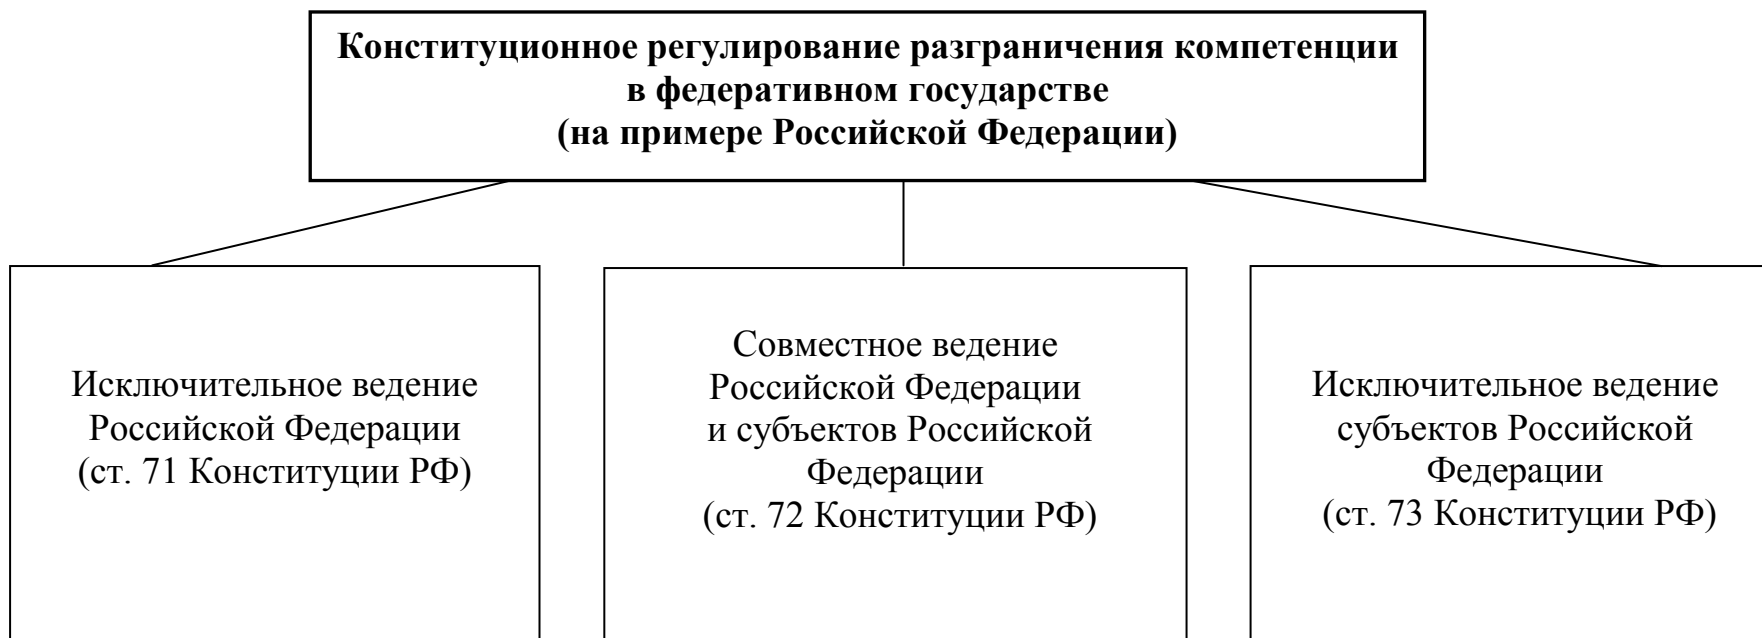 Конституционное регулирование разграничения компетенции
в федеративном государстве
(на примере Российской Федерации)
Исключительное ведение
Российской Федерации
(ст. 71 Конституции РФ)
Совместное ведение
Российской Федерации
и субъектов Российской
Федерации
(ст. 72 Конституции РФ)
Исключительное ведение
субъектов Российской
Федерации
(ст. 73 Конституции РФ)